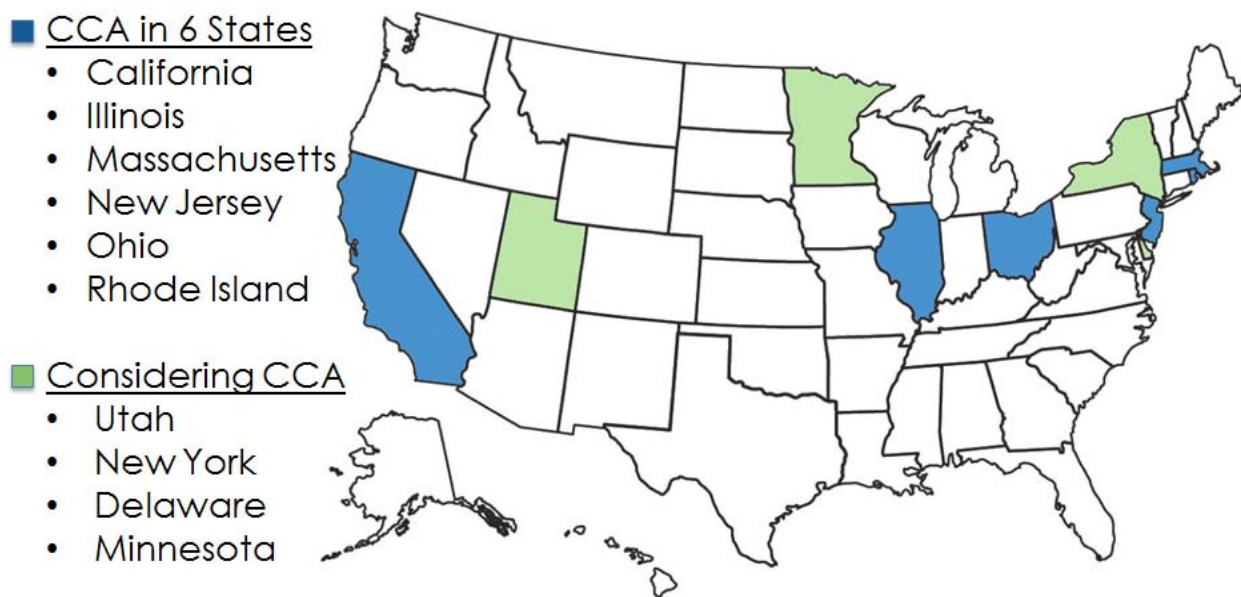 CCA in 6 States
• California
• Illinois
• Massachusetts
• New Jersey
• Ohio
• Rhode Island
Considering CCA
• Utah
• New York
• Delaware
• Minnesota